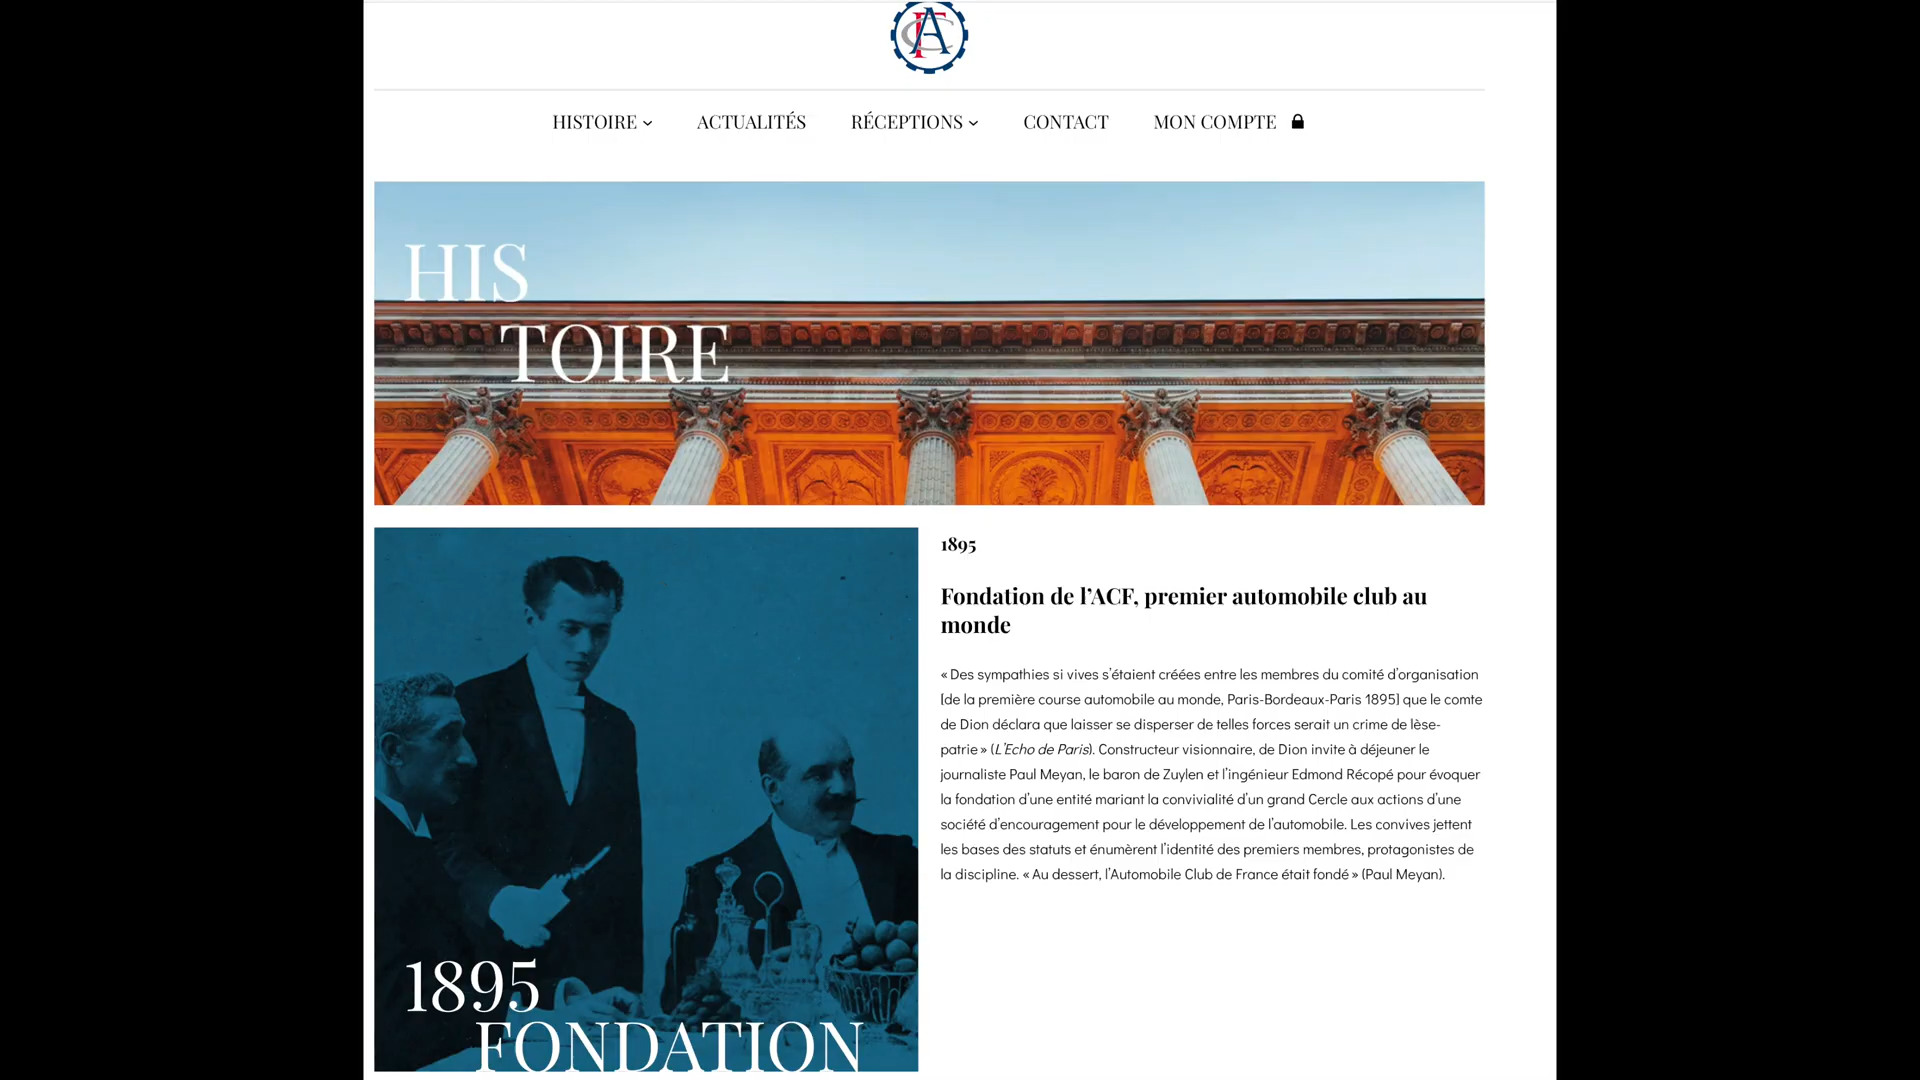 ACF
HISTOIRE
ACTUALITÉS
RÉCEPTIONS
CONTACT
MON COMPTE
HIS
TOIRE
1895
FONDATION
1895
Fondation de l’ACF, premier automobile club au
monde
« Des sympathies si vives s’étaient créées entre les membres du comité d’organisation
[de la première course automobile au monde, Paris-Bordeaux-Paris 1895] que le comte
de Dion déclara que laisser se disperser de telles forces serait un crime de lèse-
patrie » (L’Echo de Paris). Constructeur visionnaire, de Dion invite à déjeuner le
journaliste Paul Meyan, le baron de Zuylen et l’ingénieur Edmond Récopé pour évoquer
la fondation d’une entité mariant la convivialité d’un grand Cercle aux actions d’une
société d’encouragement pour le développement de l’automobile. Les convives jettent
les bases des statuts et énumèrent l’identité des premiers membres, protagonistes de
la discipline. « Au dessert, l’Automobile Club de France était fondé » (Paul Meyan).